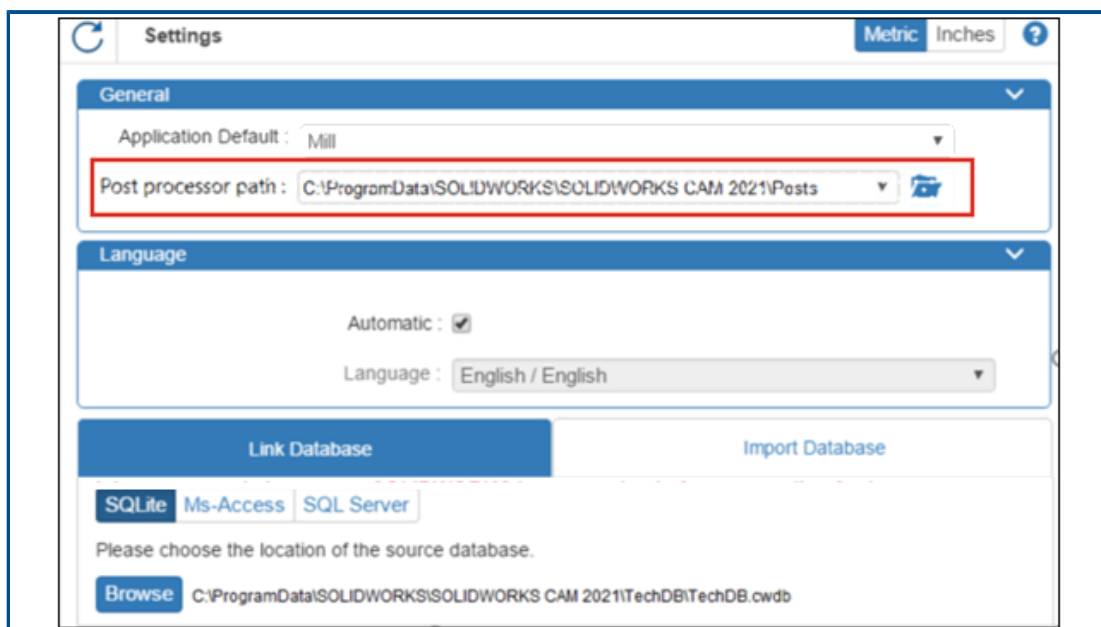 Settings Metric Inches ?
General
Application Default : Mill
Post processor path : C:\ProgramData\SOLIDWORKS\SOLIDWORKS CAM 2021\Posts
Language
Automatic :
Language : English / English
Link Database Import Database
SQLite Ms-Access SQL Server
Please choose the location of the source database.
Browse C:\ProgramData\SOLIDWORKS\SOLIDWORKS CAM 2021\TechDB\TechDB.cwdb